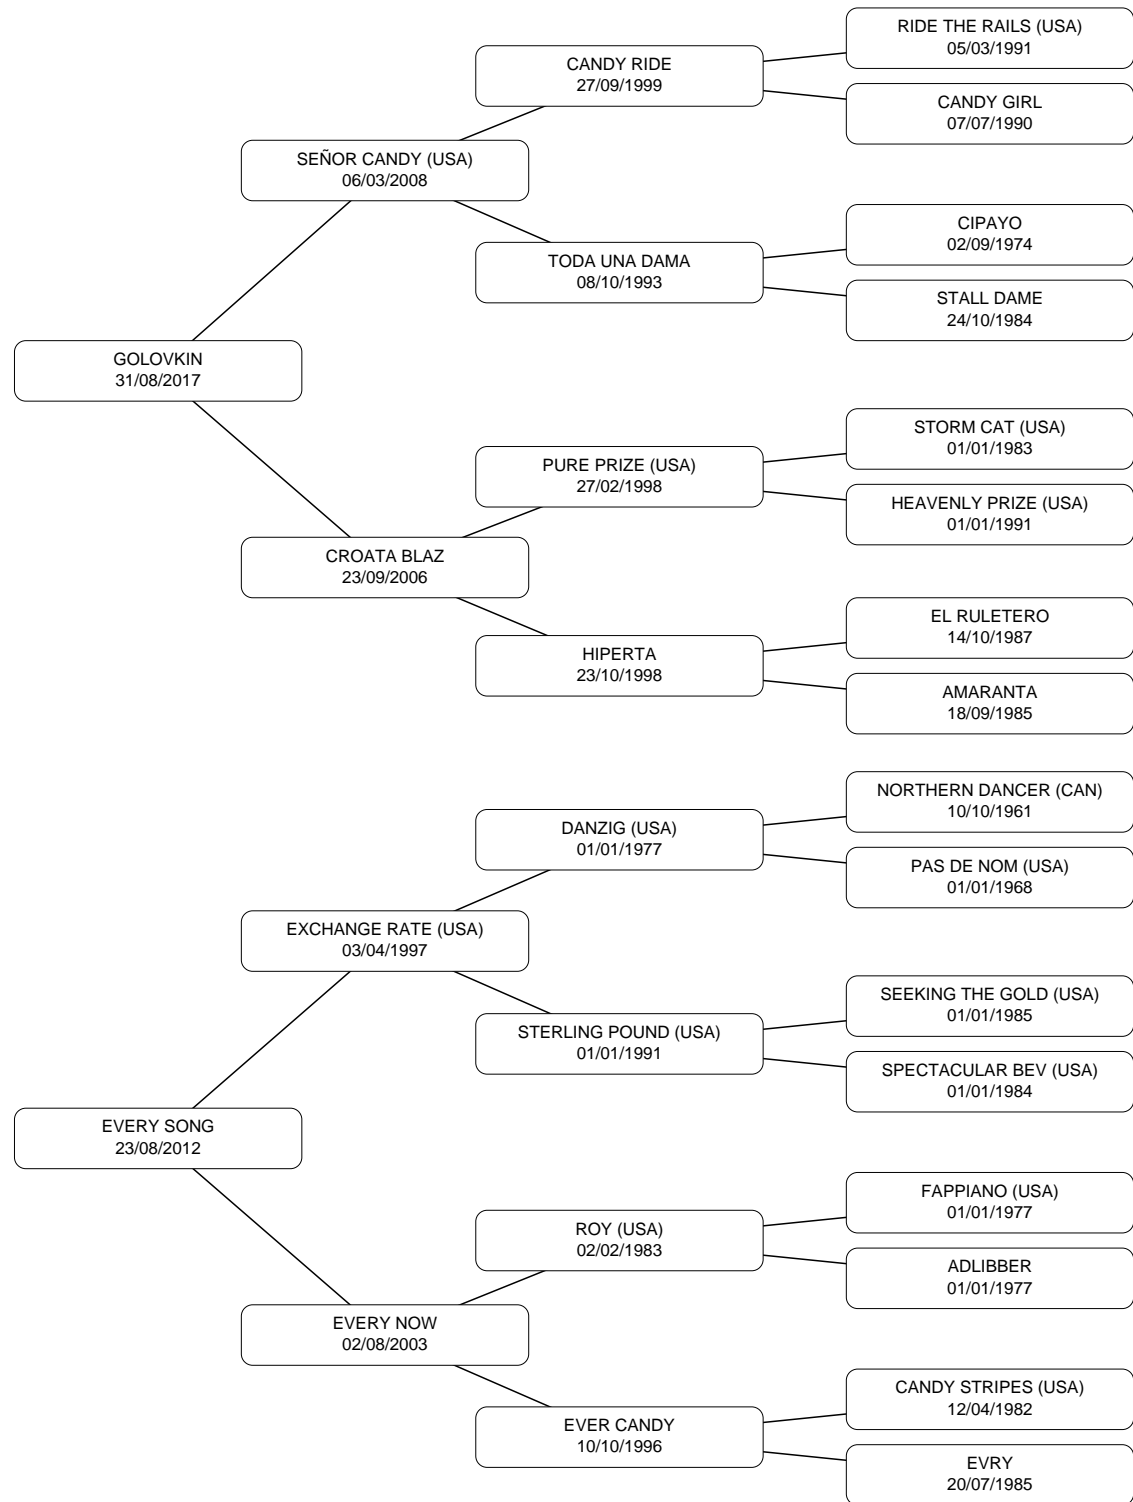 RIDE THE RAILS (USA)
05/03/1991
CANDY RIDE
27/09/1999
CANDY GIRL
07/07/1990
SEÑOR CANDY (USA)
06/03/2008
CIPAYO
02/09/1974
TODA UNA DAMA
08/10/1993
STALL DAME
24/10/1984
GOLOVKIN
31/08/2017
STORM CAT (USA)
01/01/1983
PURE PRIZE (USA)
27/02/1998
HEAVENLY PRIZE (USA)
01/01/1991
CROATA BLAZ
23/09/2006
EL RULETERO
14/10/1987
HIPERTA
23/10/1998
AMARANTA
18/09/1985
NORTHERN DANCER (CAN)
10/10/1961
DANZIG (USA)
01/01/1977
PAS DE NOM (USA)
01/01/1968
EXCHANGE RATE (USA)
03/04/1997
SEEKING THE GOLD (USA)
01/01/1985
STERLING POUND (USA)
01/01/1991
SPECTACULAR BEV (USA)
01/01/1984
EVERY SONG
23/08/2012
FAPPIANO (USA)
01/01/1977
ROY (USA)
02/02/1983
ADLIBBER
01/01/1977
EVERY NOW
02/08/2003
CANDY STRIPES (USA)
12/04/1982
EVER CANDY
10/10/1996
EVRY
20/07/1985